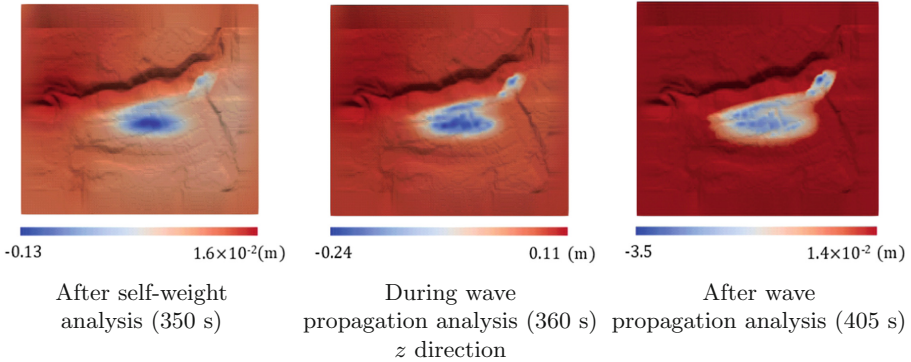 -0.13 1.6×10⁻²(m)
-0.24 0.11 (m)
-3.5 1.4×10⁻² (m)
After self-weight
analysis (350 s)
During wave
propagation analysis (360 s)
z direction
After wave
propagation analysis (405 s)